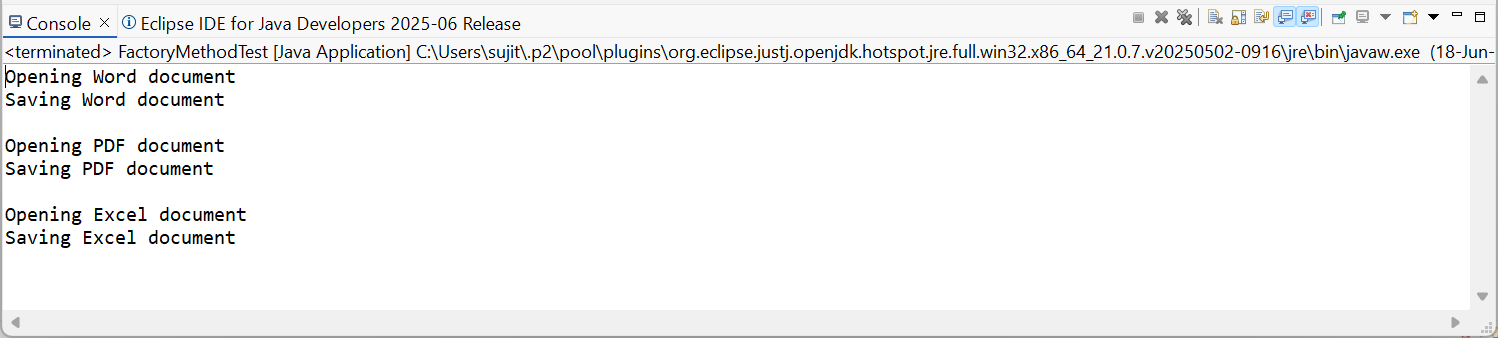 Console
Eclipse IDE for Java Developers 2025-06 Release
<terminated> FactoryMethodTest [Java Application] C:\Users\sujit\.p2\pool\plugins\org.eclipse.justj.openjdk.hotspot.jre.full.win32.x86_64_21.0.7.v20250502-0916\jre\bin\javaw.exe (18-Jun-
Opening Word document
Saving Word document

Opening PDF document
Saving PDF document

Opening Excel document
Saving Excel document